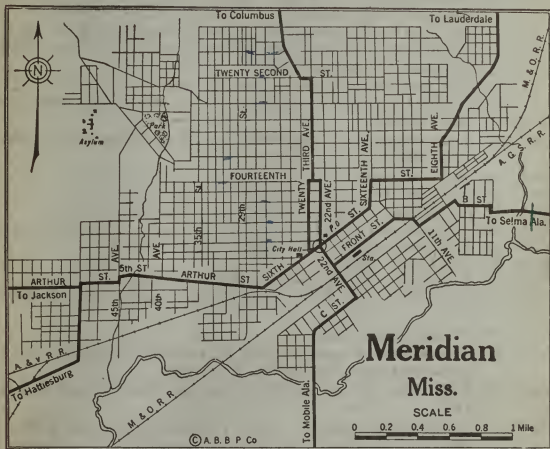 To Columbus
To Lauderdale
N
M. & O. R. R.
TWENTY SECOND ST.
Park
Asylum
St.
TWENTY THIRD AVE.
SIXTEENTH AVE.
EIGHTH AVE.
A. G. S. R. R.
FOURTEENTH ST.
22nd AVE.
P. O.
ST.
B ST
To Selma Ala.
35th
29th
City Hall
FRONT ST.
Sta.
11th AVE.
AVE.
AVE.
5th ST
SIXTH
22nd AVE.
ARTHUR ST.
ARTHUR ST
To Jackson
45th
40th
C ST.
A & V R. R.
To Hattiesburg
M. & O. R. R.
To Mobile Ala.
Meridian
Miss.
SCALE
0 0.2 0.4 0.6 0.8 1 Mile
© A. B. B P Co